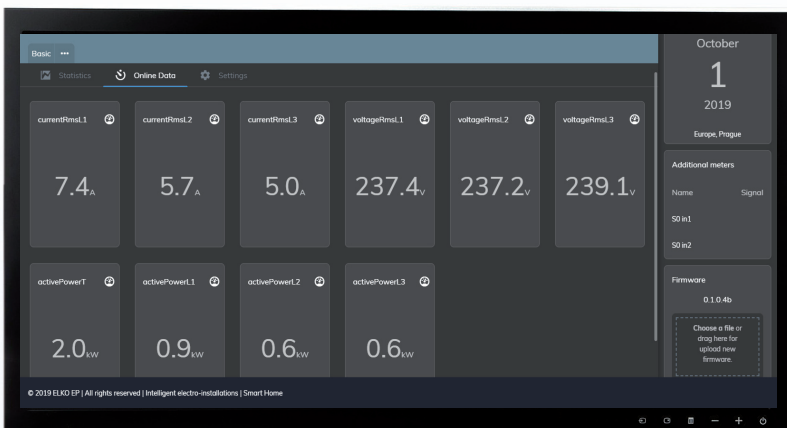 Basic •••
Statistics Online Data Settings
currentRmsL1 currentRmsL2 currentRmsL3 voltageRmsL1 voltageRmsL2 voltageRmsL3
7.4A 5.7A 5.0A 237.4V 237.2V 239.1V
activePowerT activePowerL1 activePowerL2 activePowerL3
2.0kW 0.9kW 0.6kW 0.6kW
October
1
2019
Europe, Prague
Additional meters
Name Signal
S0 in1
S0 in2
Firmware
0.1.0.4b
Choose a file or
drag here for
upload new
firmware.
© 2019 ELKO EP | All rights reserved | Intelligent electro-installations | Smart Home